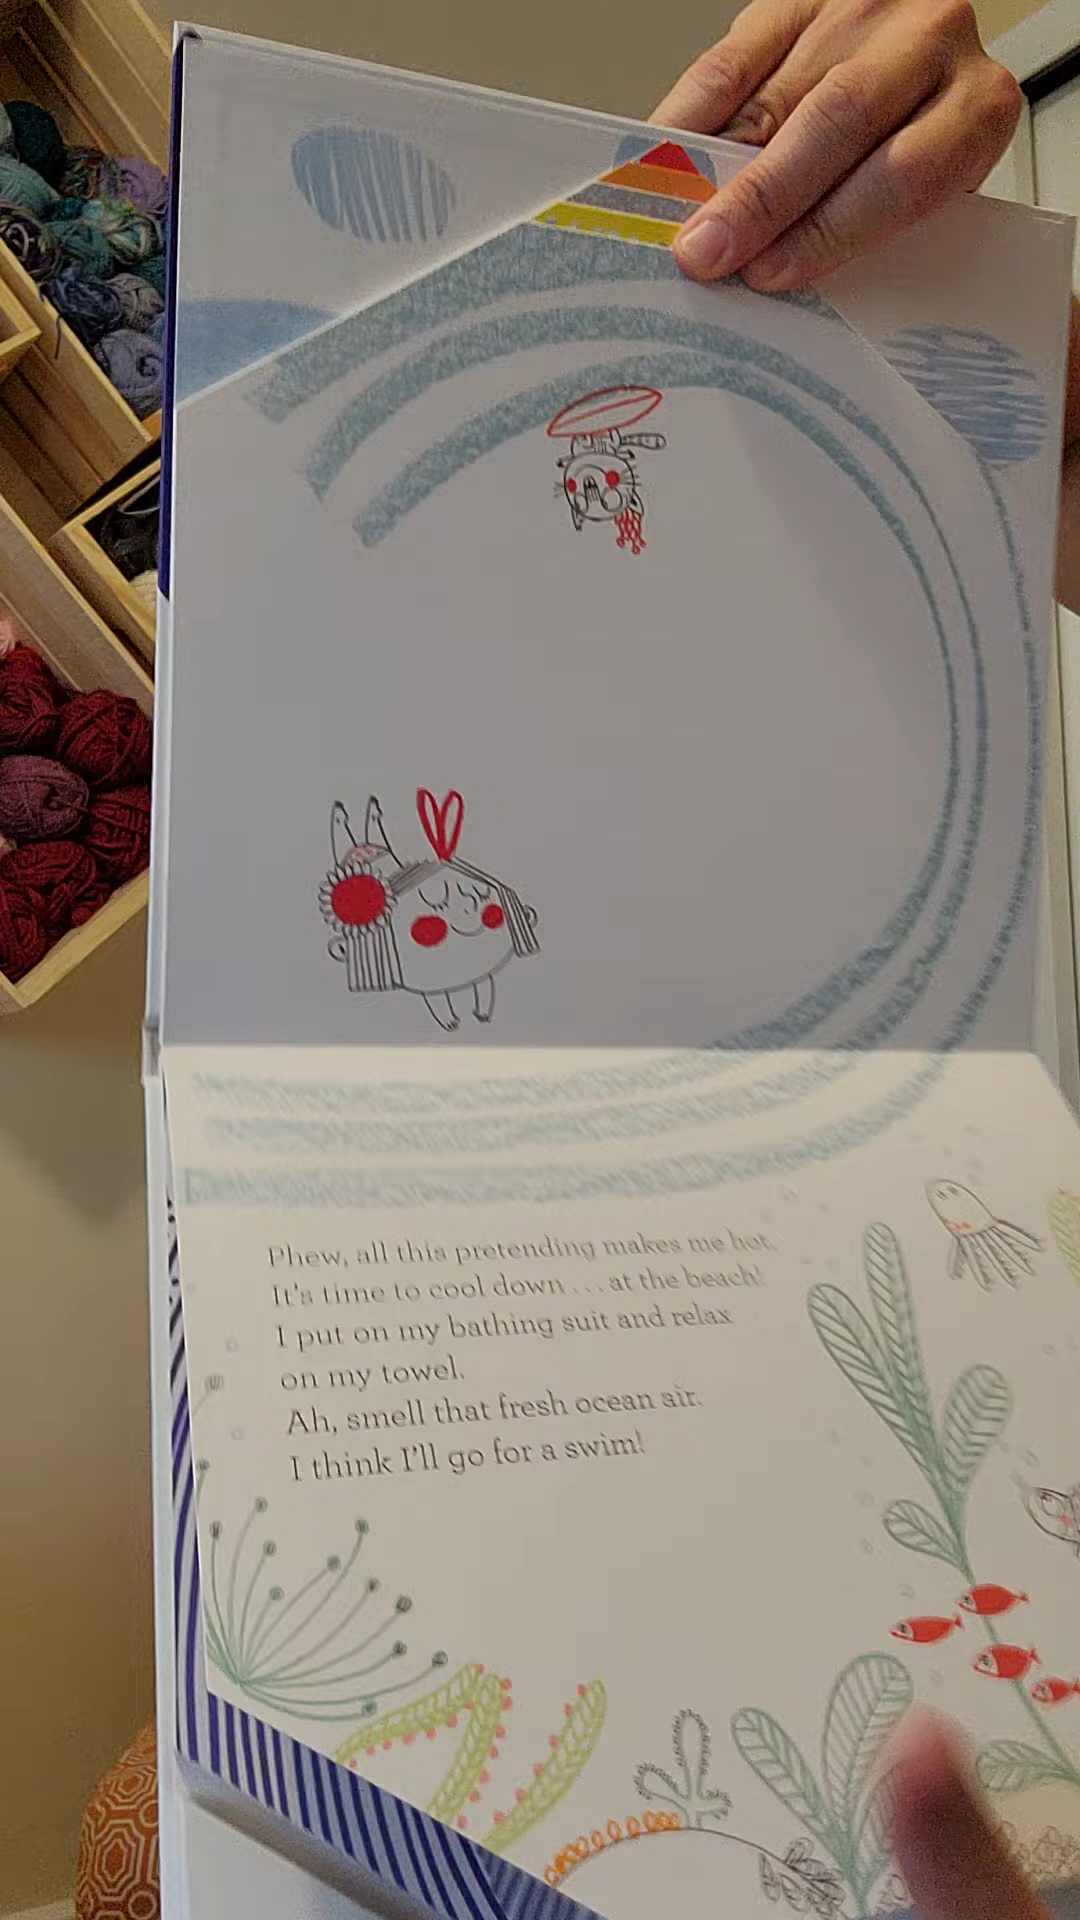 Phew, all this pretending makes me hot.
It's time to cool down . . . at the beach!
I put on my bathing suit and relax
on my towel.
Ah, smell that fresh ocean air.
I think I'll go for a swim!